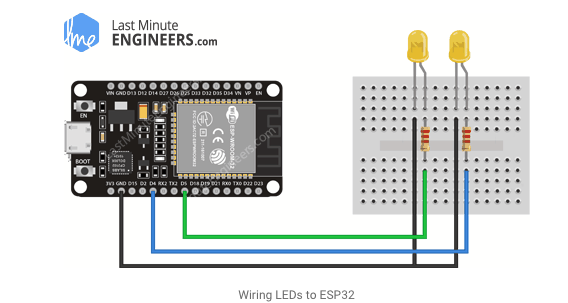 Last Minute
ENGINEERS.com
VIN GND D13 D12 D14 D27 D26 D25 D33 D32 D35 D34 VN VP EN
EN
BOOT
ESP-WROOM-32
3V3 GND D15 D2 D4 RX2 TX2 D5 D18 D19 D21 RX0 TX0 D22 D23
Wiring LEDs to ESP32